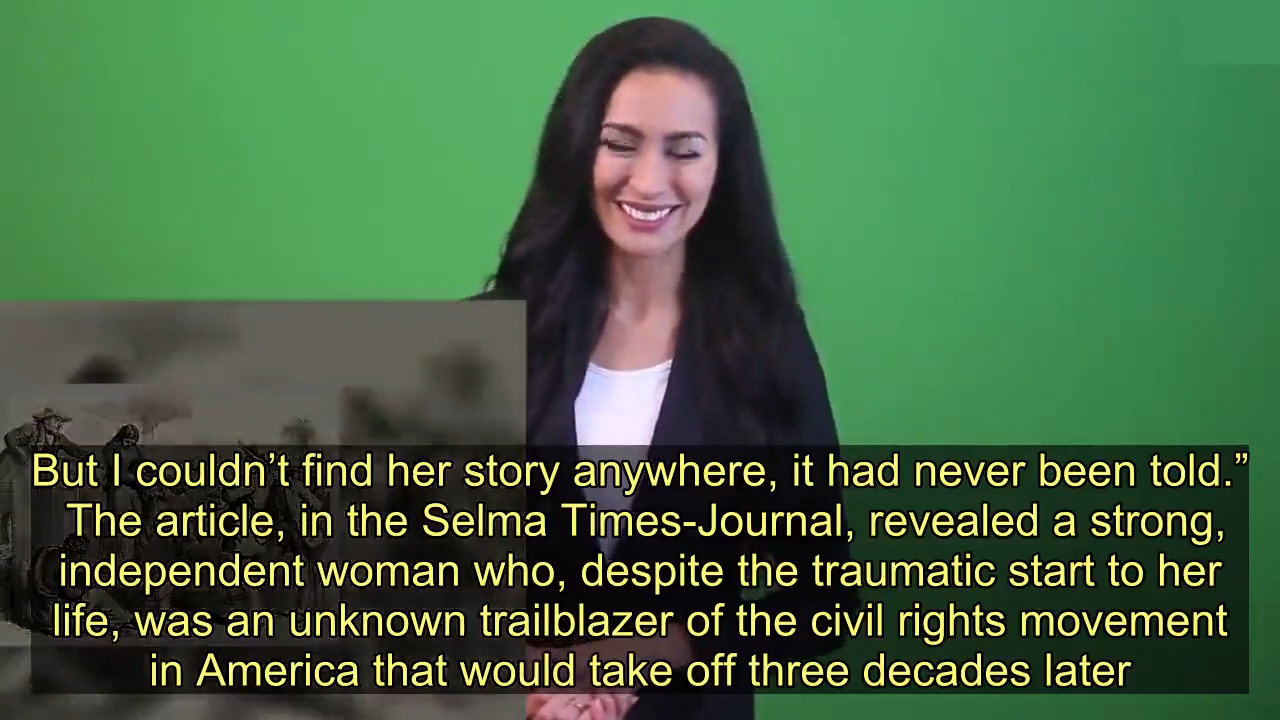 But I couldn’t find her story anywhere, it had never been told.”
The article, in the Selma Times-Journal, revealed a strong,
independent woman who, despite the traumatic start to her
life, was an unknown trailblazer of the civil rights movement
in America that would take off three decades later